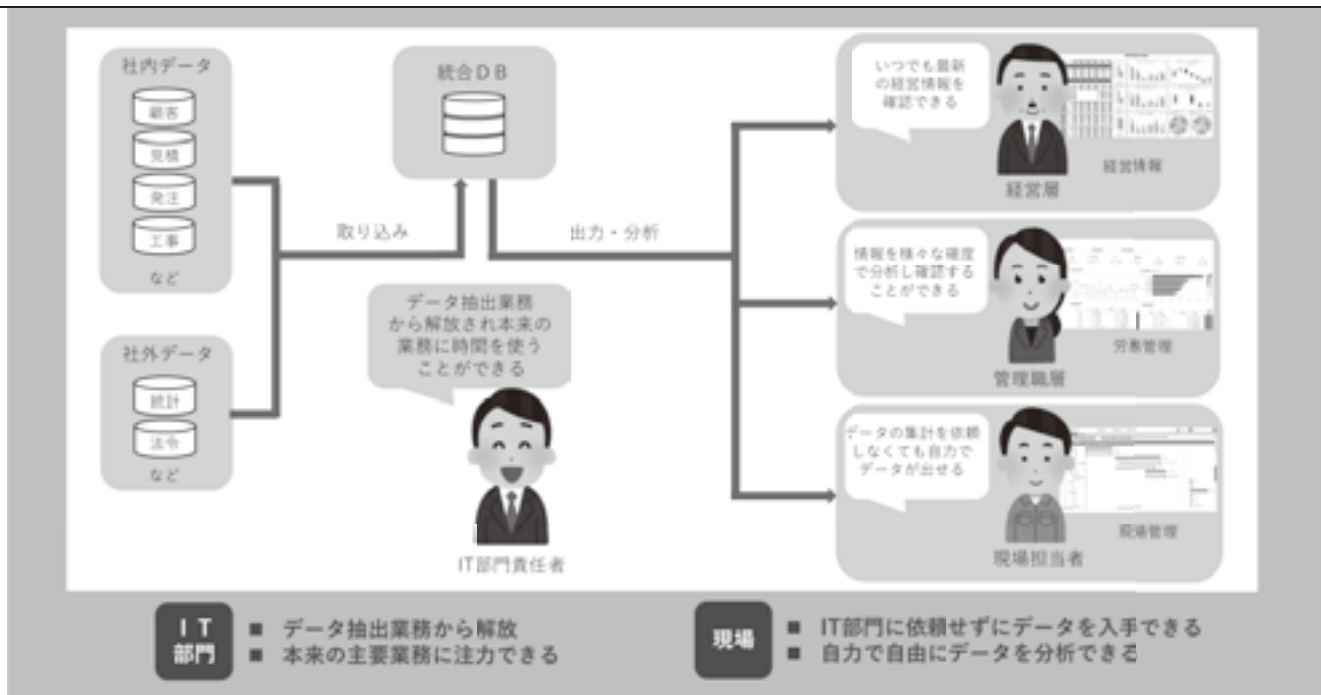 社内データ
顧客
見積
発注
工事
など
社外データ
統計
法令
など
統合DB
取り込み
出力・分析
データ抽出業務
から解放され本来の
業務に時間を使う
ことができる
IT部門責任者
いつでも最新
の経営情報を
確認できる
経営情報
経営層
情報を様々な確度
で分析し確認する
ことができる
労務管理
管理職層
データの集計を依頼
しなくても自力で
データが出せる
現場管理
現場担当者
IT
部門
■ データ抽出業務から解放
■ 本来の主要業務に注力できる
現場
■ IT部門に依頼せずにデータを入手できる
■ 自力で自由にデータを分析できる